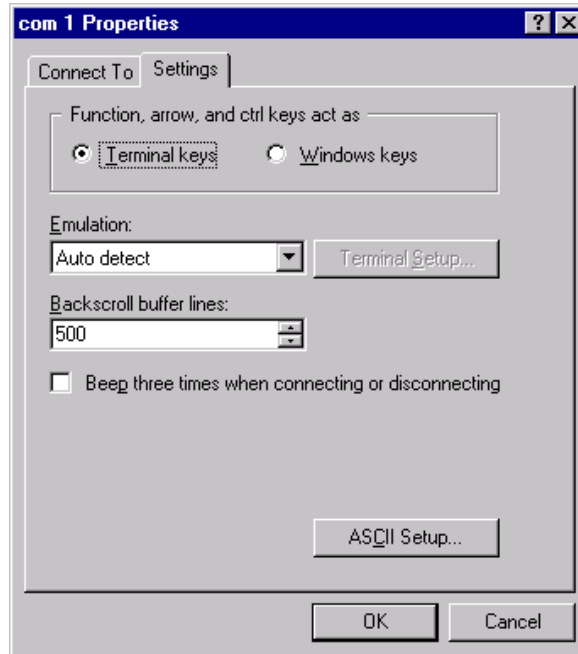 com 1 Properties
Connect To Settings
Function, arrow, and ctrl keys act as
Terminal keys Windows keys
Emulation:
Auto detect Terminal Setup...
Backscroll buffer lines:
500
Beep three times when connecting or disconnecting
ASCII Setup...
OK Cancel